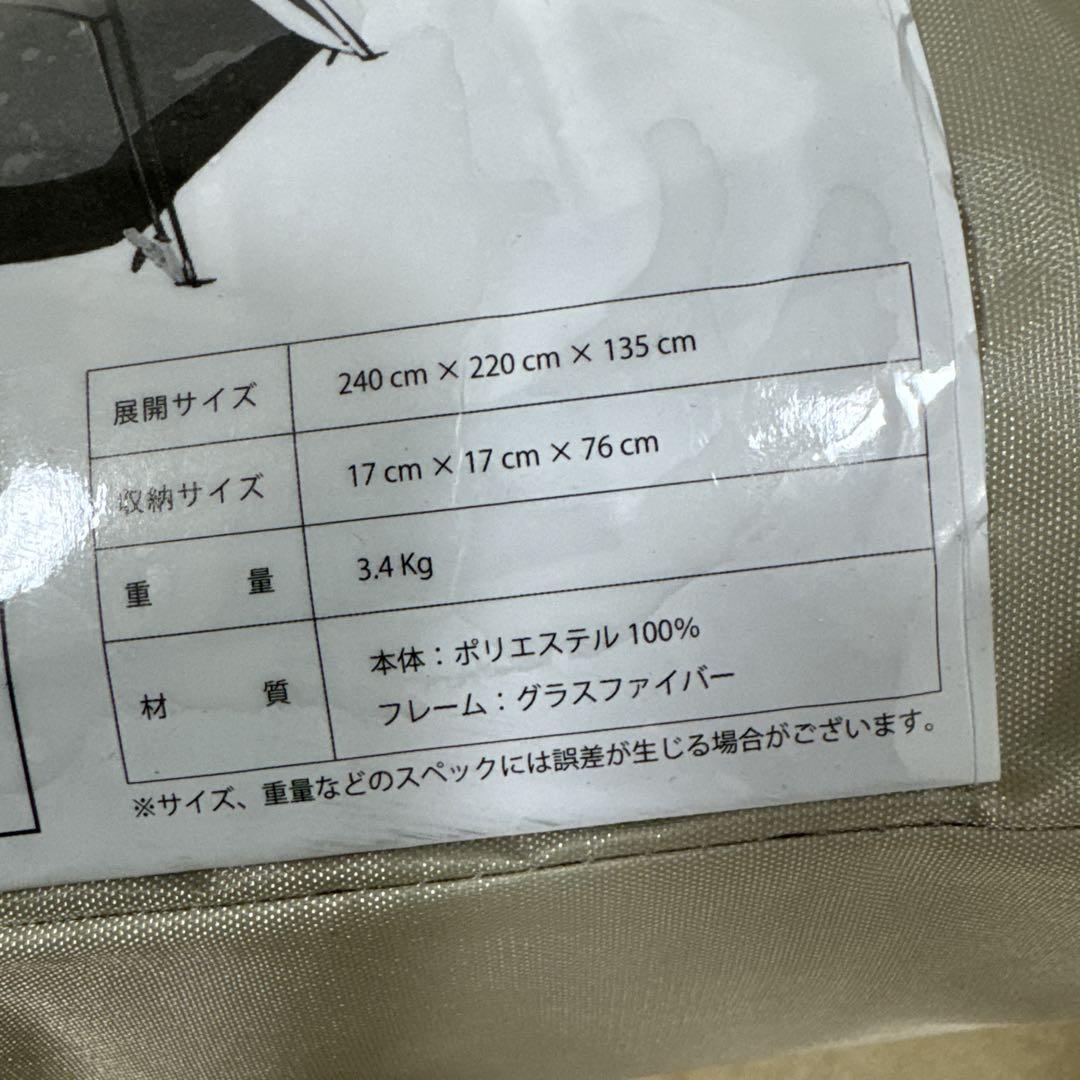 展開サイズ 240 cm × 220 cm × 135 cm
収納サイズ 17 cm × 17 cm × 76 cm
重量 3.4 Kg
材質 本体：ポリエステル 100%
フレーム：グラスファイバー
※サイズ、重量などのスペックには誤差が生じる場合がございます。